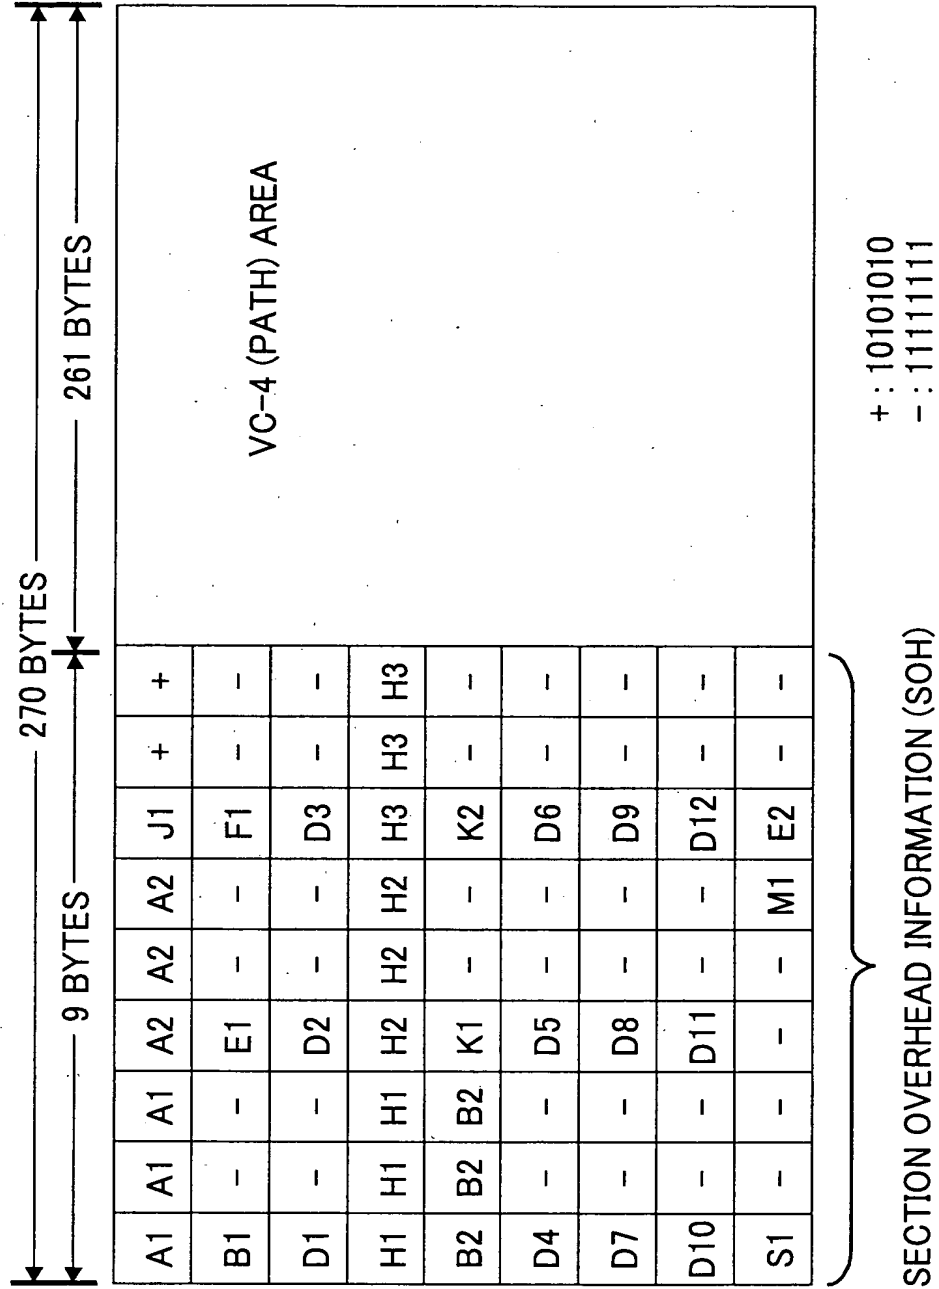 270 BYTES
9 BYTES
261 BYTES
A1 A1 A1 A2 A2 A2 J1 + +
B1 - - E1 - - F1 - -
D1 - - D2 - - D3 - -
H1 H1 H1 H2 H2 H2 H3 H3 H3
B2 B2 B2 K1 - - K2 - -
D4 - - D5 - - D6 - -
D7 - - D8 - - D9 - -
D10 - - D11 - - D12 - -
S1 - - - - M1 E2 - -
VC-4 (PATH) AREA
SECTION OVERHEAD INFORMATION (SOH)
+ : 10101010
- : 11111111